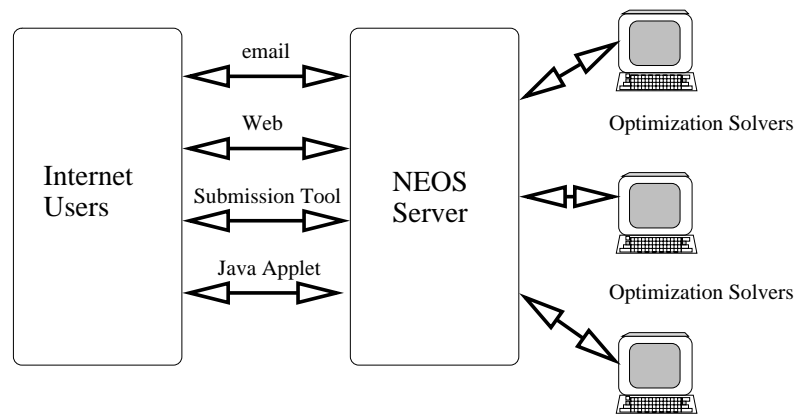 email
Web
Submission Tool
Java Applet
Internet
Users
NEOS
Server
Optimization Solvers
Optimization Solvers